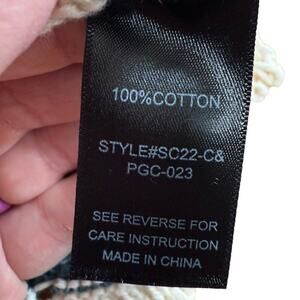 100%COTTON
STYLE#SC22-C&
PGC-023
SEE REVERSE FOR
CARE INSTRUCTION
MADE IN CHINA